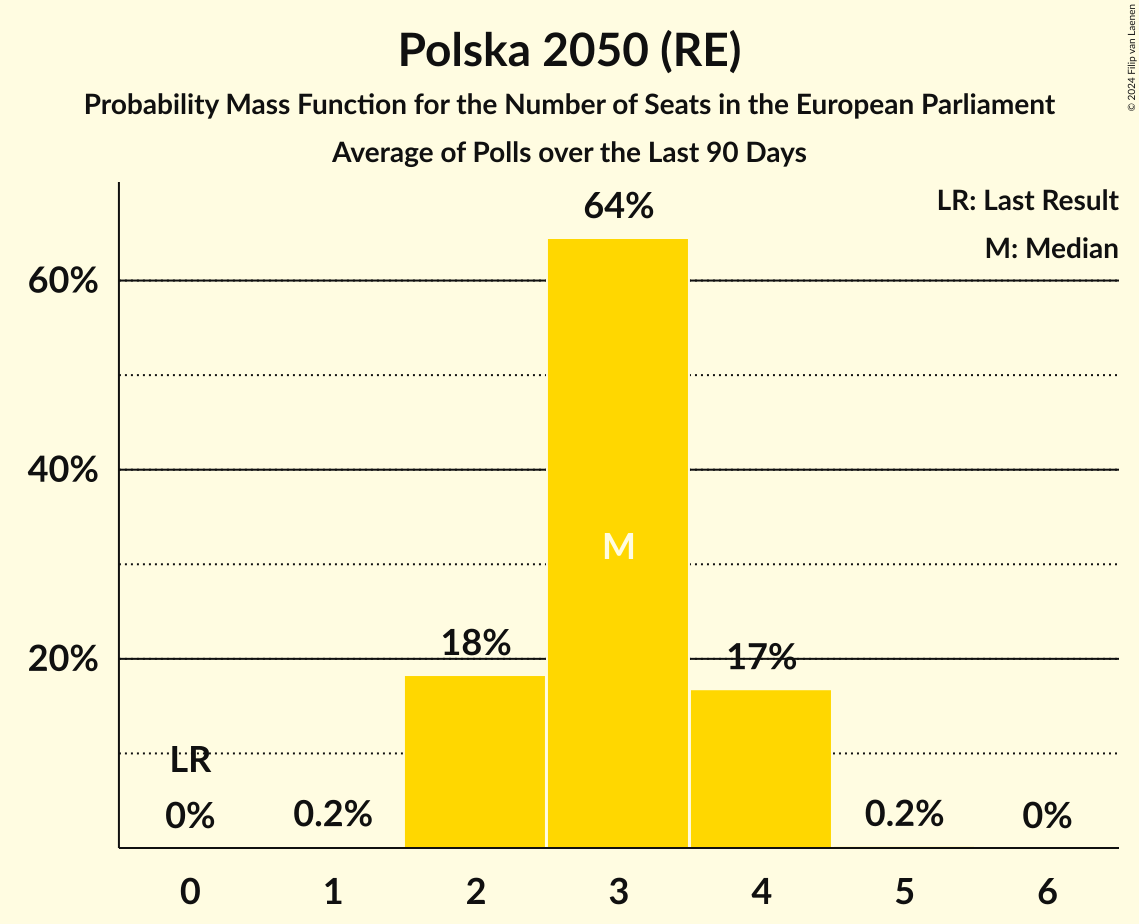 Polska 2050 (RE)
Probability Mass Function for the Number of Seats in the European Parliament
Average of Polls over the Last 90 Days
© 2024 Filip van Laenen
LR: Last Result
M: Median
64%
60%
40%
M
18%
17%
20%
LR
0%
0.2%
0.2%
0%
0 1 2 3 4 5 6